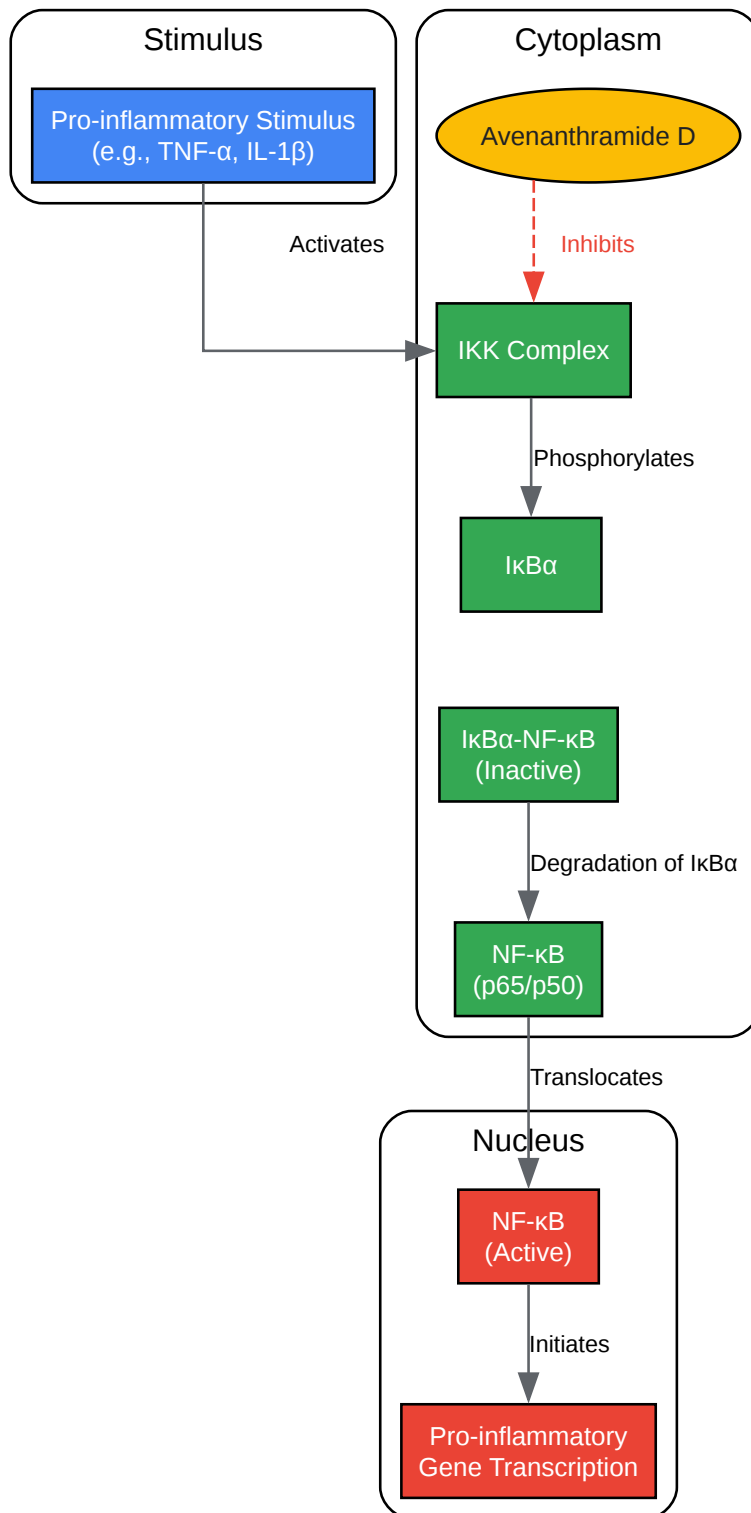 Stimulus
Pro-inflammatory Stimulus
(e.g., TNF-α, IL-1β)
Cytoplasm
Avenanthramide D
Activates
Inhibits
IKK Complex
Phosphorylates
IκBα
IκBα-NF-κB
(Inactive)
Degradation of IκBα
NF-κB
(p65/p50)
Translocates
Nucleus
NF-κB
(Active)
Initiates
Pro-inflammatory
Gene Transcription